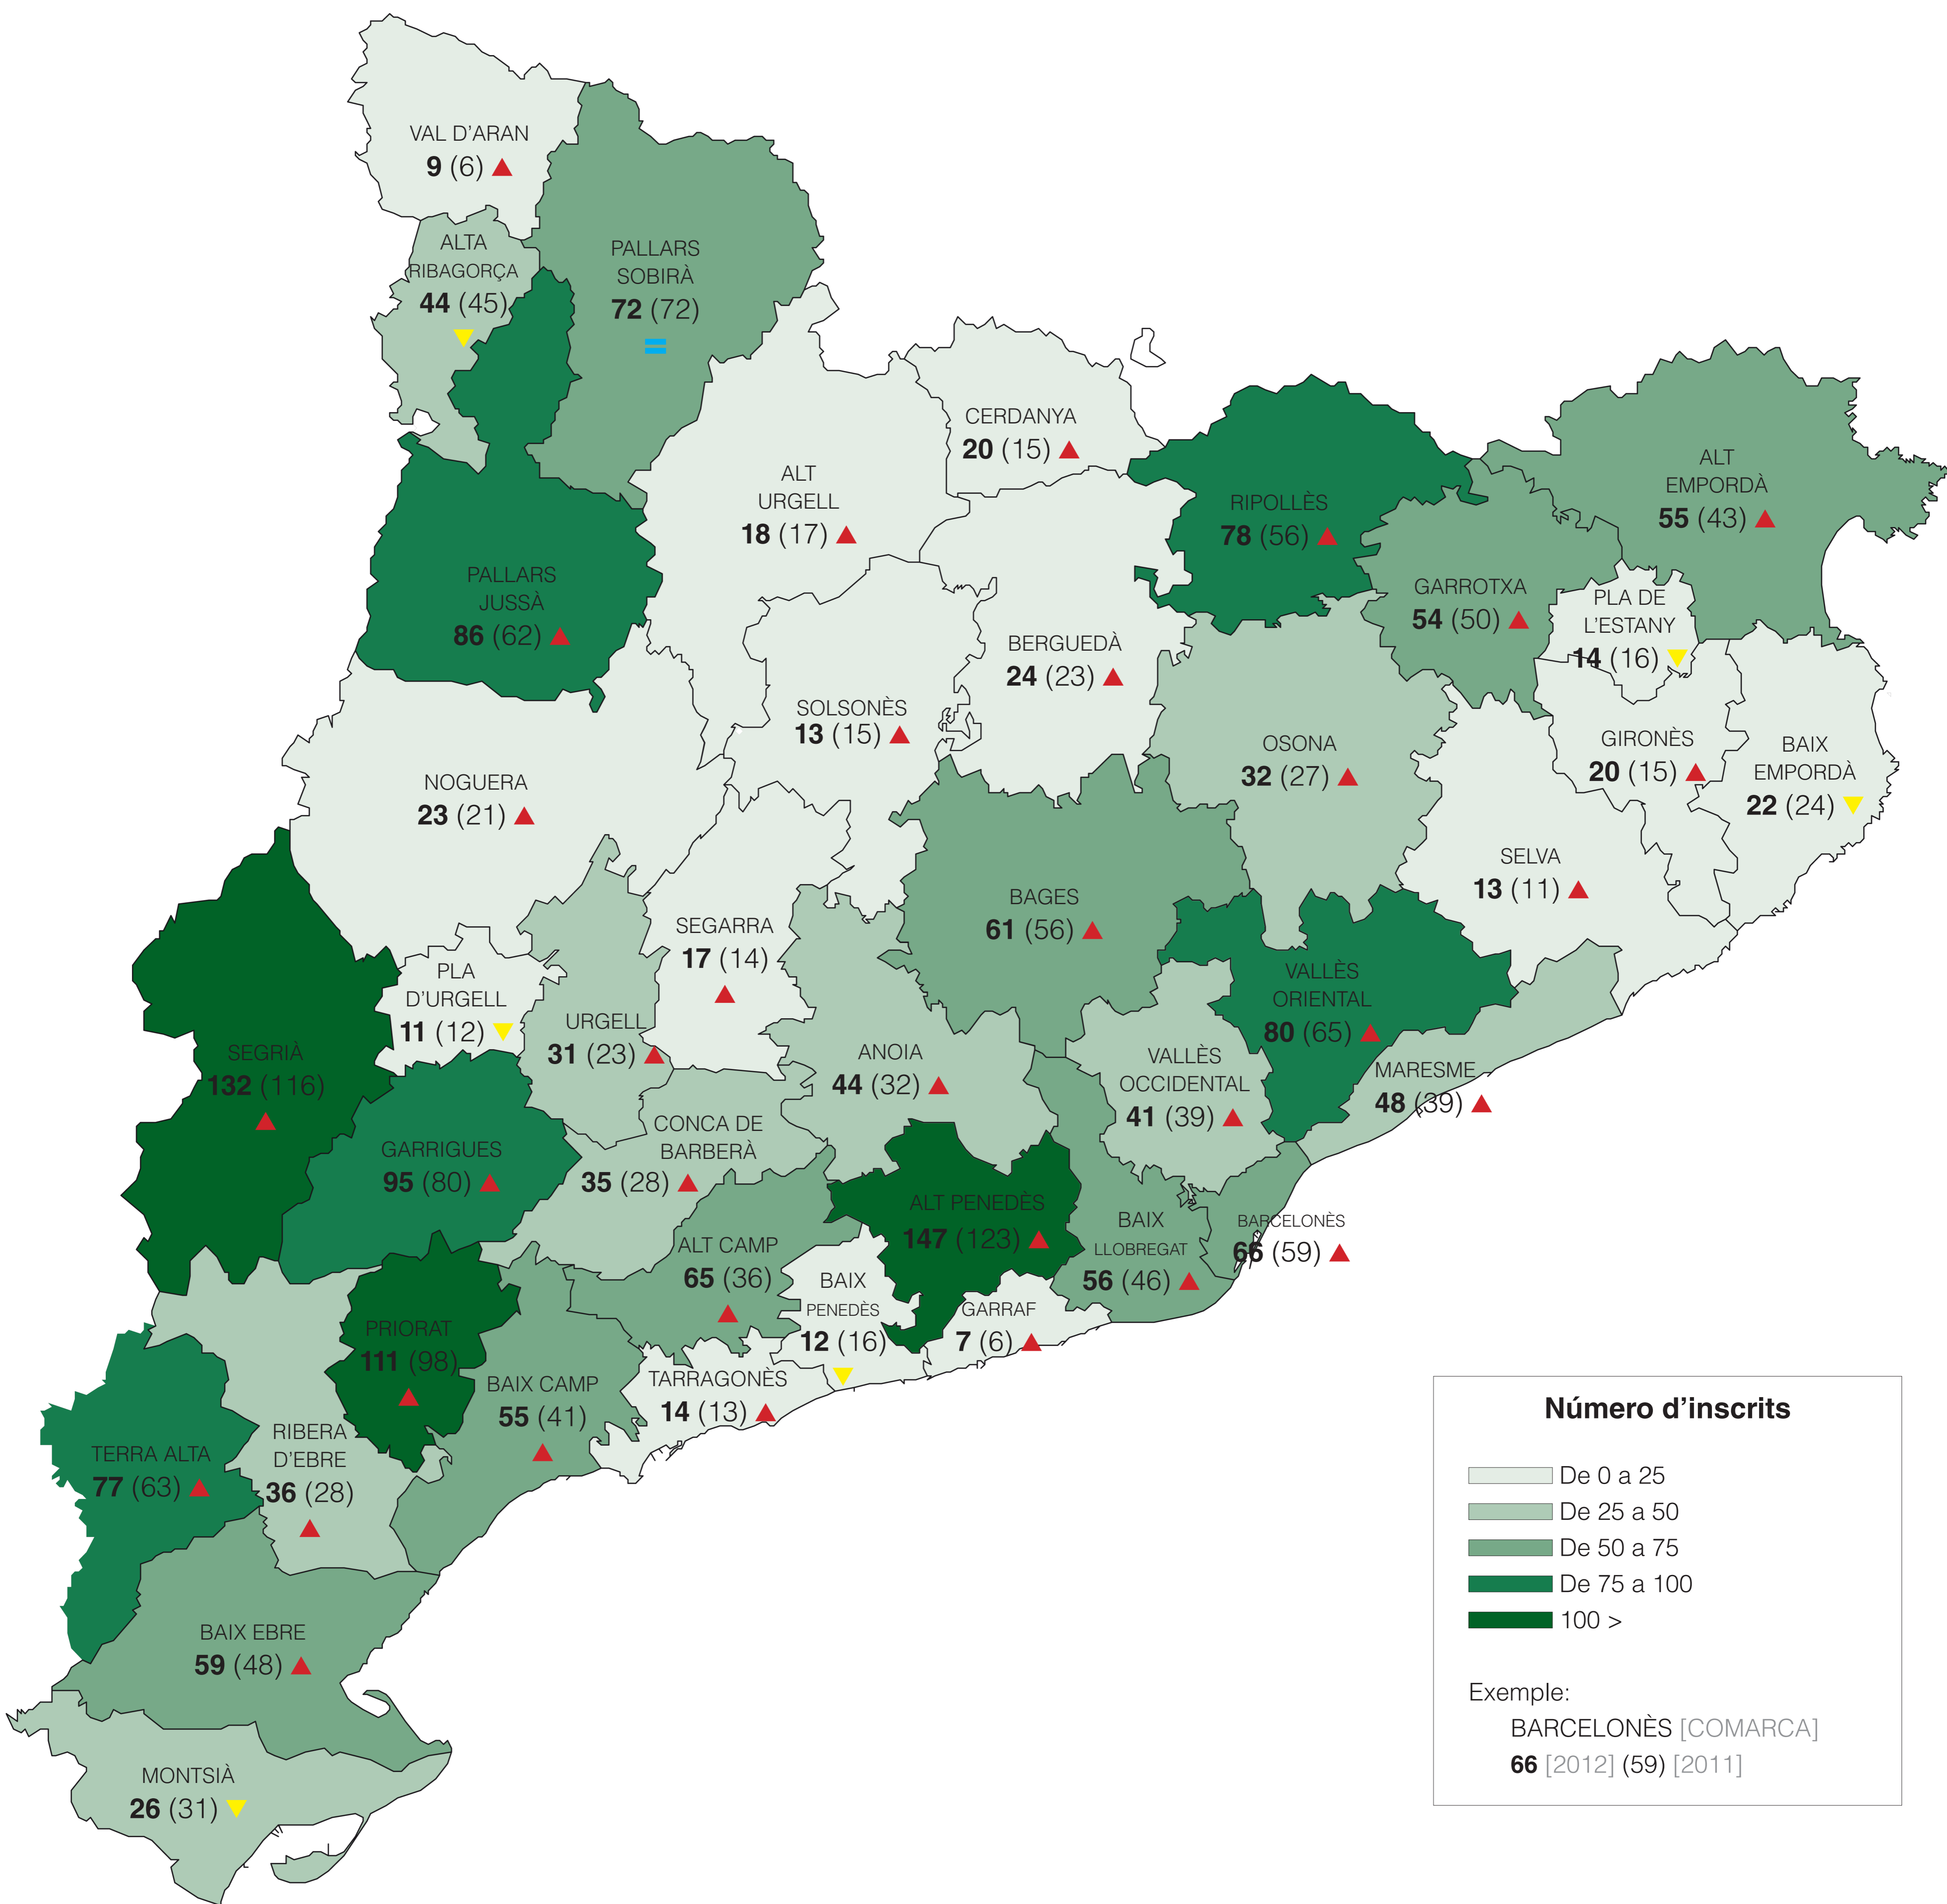 VAL D'ARAN
9 (6)
ALTA
RIBAGORÇA
44 (45)
PALLARS
SOBIRÀ
72 (72)
CERDANYA
20 (15)
ALT
URGELL
18 (17)
RIPOLLÈS
78 (56)
ALT
EMPORDÀ
55 (43)
PALLARS
JUSSÀ
86 (62)
GARROTXA
54 (50)
PLA DE
L'ESTANY
14 (16)
BERGUEDÀ
24 (23)
SOLSONÈS
13 (15)
OSONA
32 (27)
GIRONÈS
20 (15)
BAIX
EMPORDÀ
22 (24)
NOGUERA
23 (21)
SELVA
13 (11)
BAGES
61 (56)
SEGARRA
17 (14)
PLA
D'URGELL
11 (12)
URGELL
31 (23)
VALLÈS
ORIENTAL
80 (65)
SEGRIÀ
132 (116)
ANOIA
44 (32)
VALLÈS
OCCIDENTAL
41 (39)
MARESME
48 (39)
GARRIGUES
95 (80)
CONCA DE
BARBERÀ
35 (28)
ALT PENEDÈS
147 (123)
BAIX
LLOBREGAT
56 (46)
BARCELONÈS
66 (59)
ALT CAMP
65 (36)
BAIX
PENEDÈS
12 (16)
GARRAF
7 (6)
PRIORAT
111 (98)
BAIX CAMP
55 (41)
TARRAGONÈS
14 (13)
TERRA ALTA
77 (63)
RIBERA
D'EBRE
36 (28)
BAIX EBRE
59 (48)
MONTSIÀ
26 (31)
Número d'inscrits
De 0 a 25
De 25 a 50
De 50 a 75
De 75 a 100
100 >
Exemple:
BARCELONÈS [COMARCA]
66 [2012] (59) [2011]